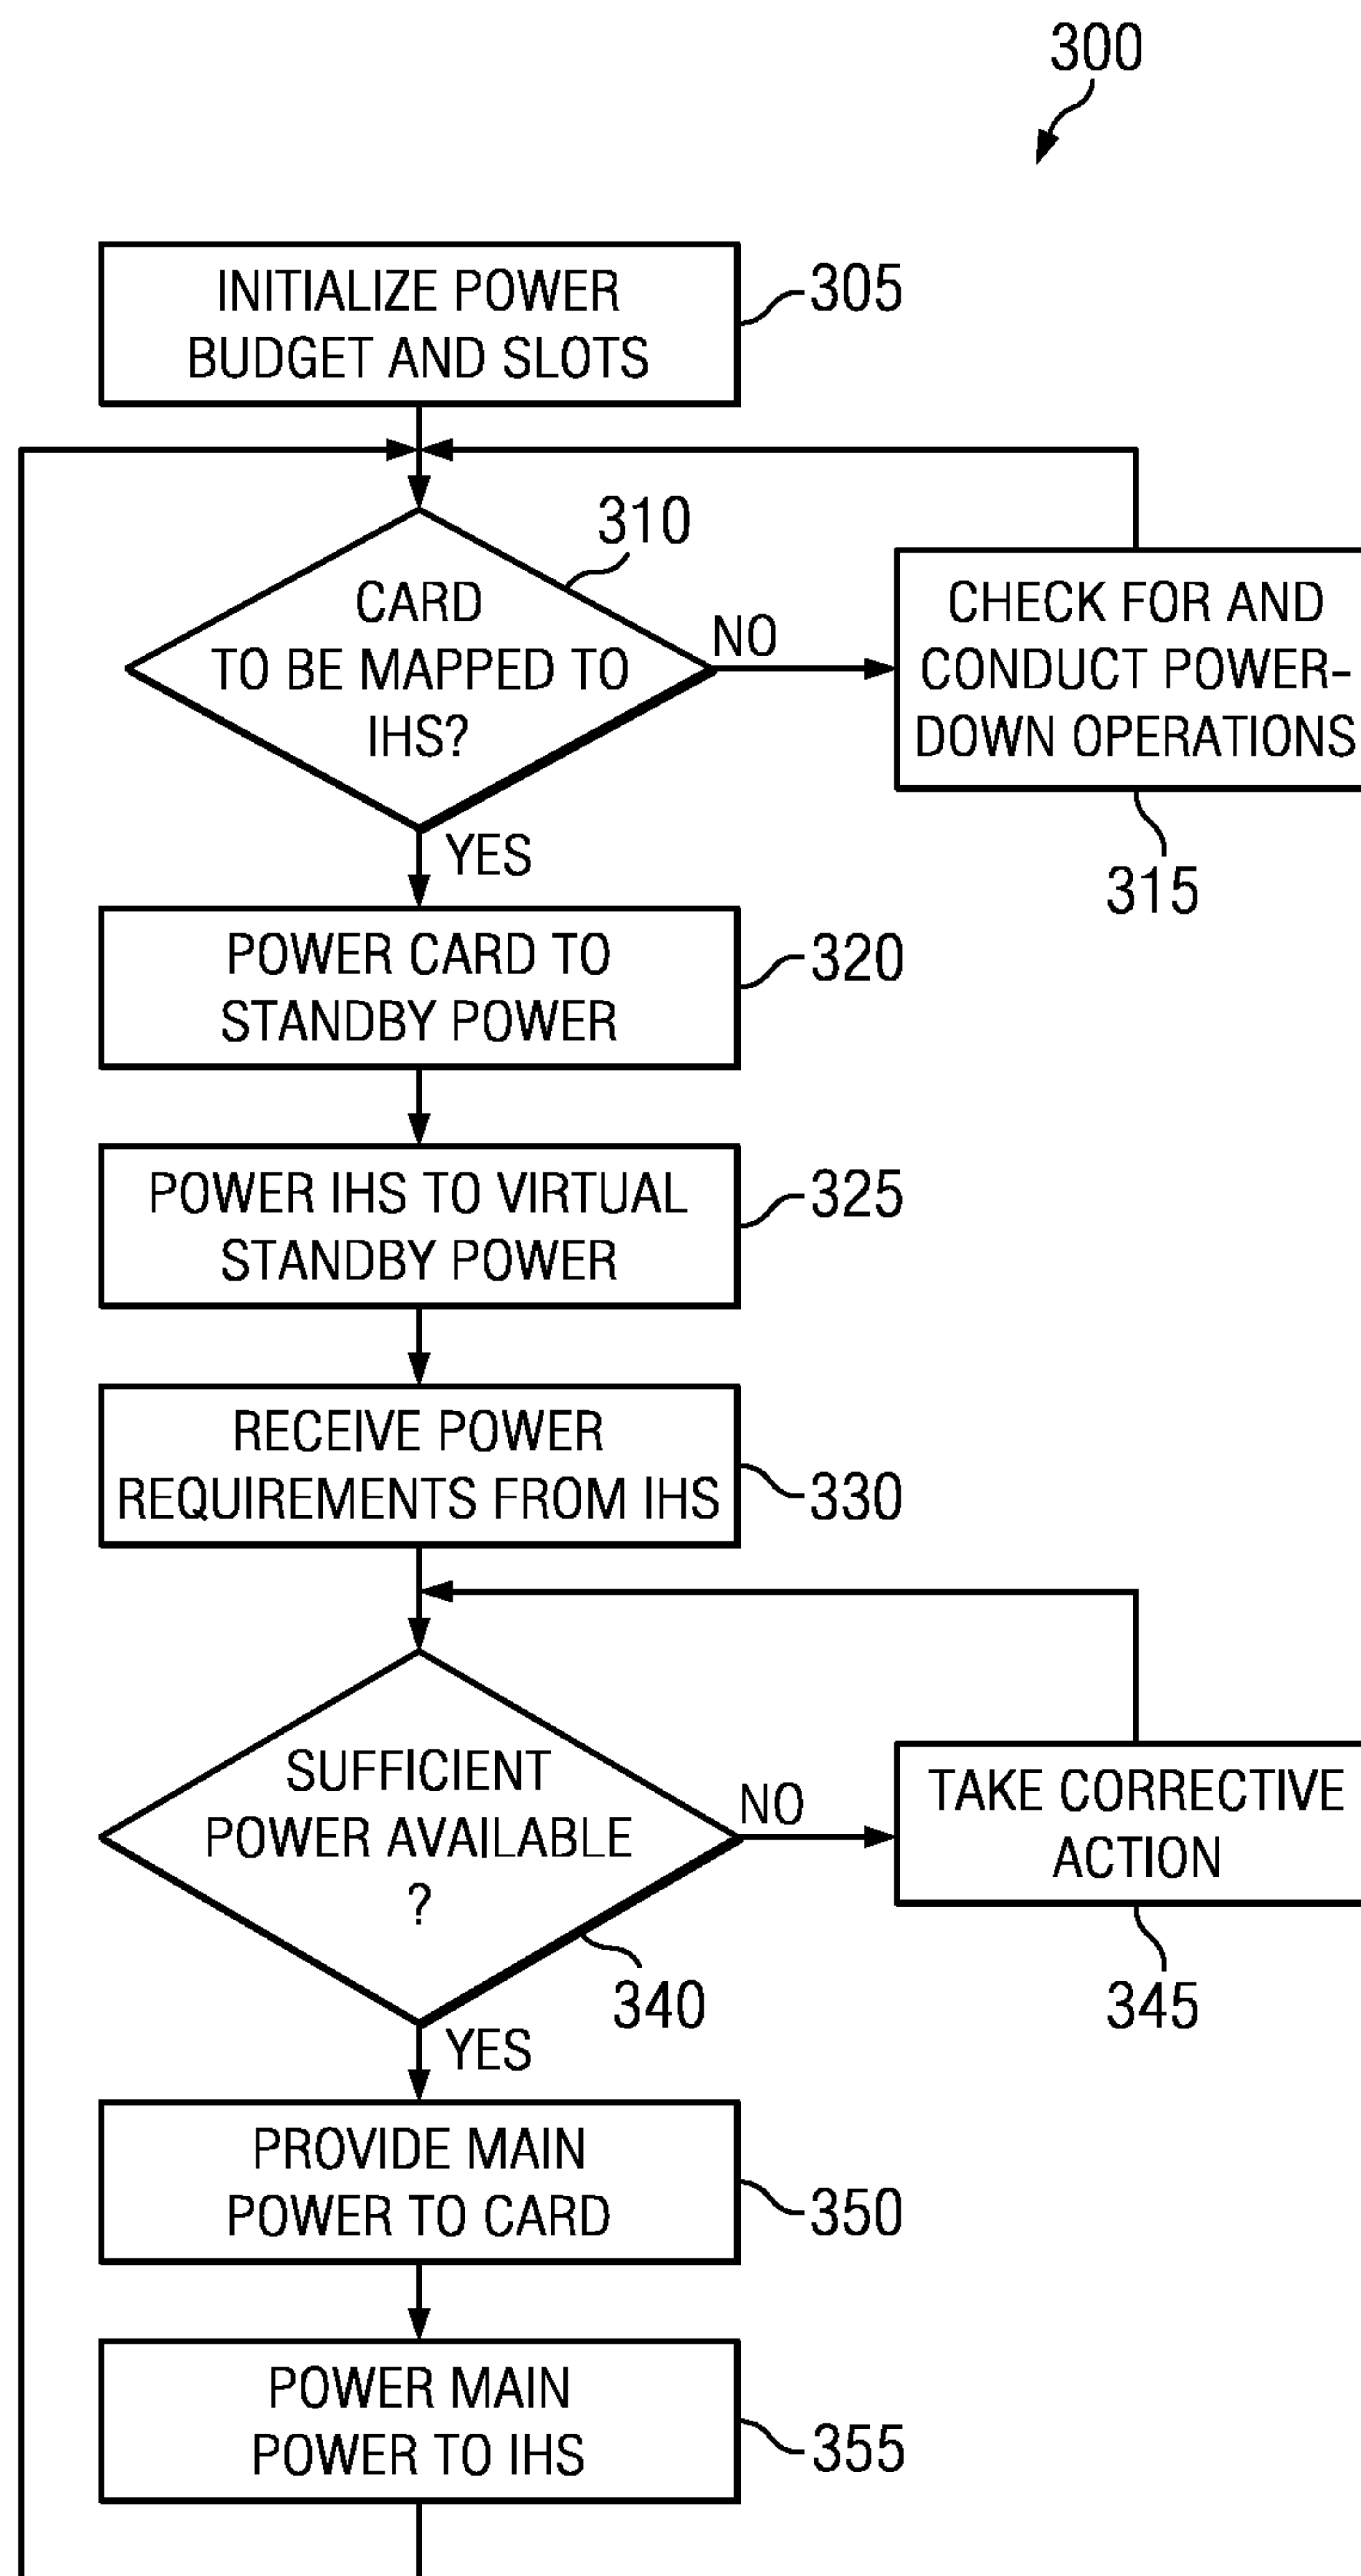 300
INITIALIZE POWER
BUDGET AND SLOTS
305
310
CARD
TO BE MAPPED TO
IHS?
NO
CHECK FOR AND
CONDUCT POWER-
DOWN OPERATIONS
315
YES
POWER CARD TO
STANDBY POWER
320
POWER IHS TO VIRTUAL
STANDBY POWER
325
RECEIVE POWER
REQUIREMENTS FROM IHS
330
SUFFICIENT
POWER AVAILABLE
?
NO
TAKE CORRECTIVE
ACTION
340
345
YES
PROVIDE MAIN
POWER TO CARD
350
POWER MAIN
POWER TO IHS
355